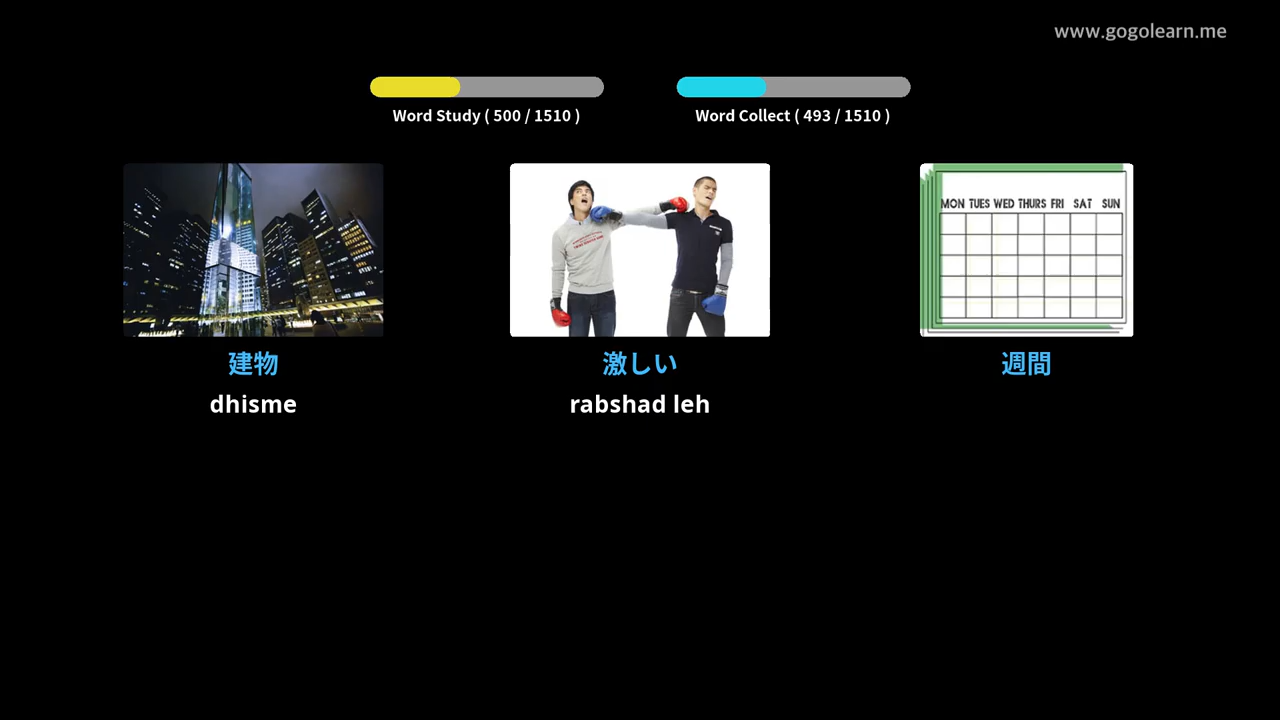 www.gogolearn.me
Word Study ( 500 / 1510 )
Word Collect ( 493 / 1510 )
MON TUES WED THURS FRI SAT SUN
建物
激しい
週間
dhisme
rabshad leh